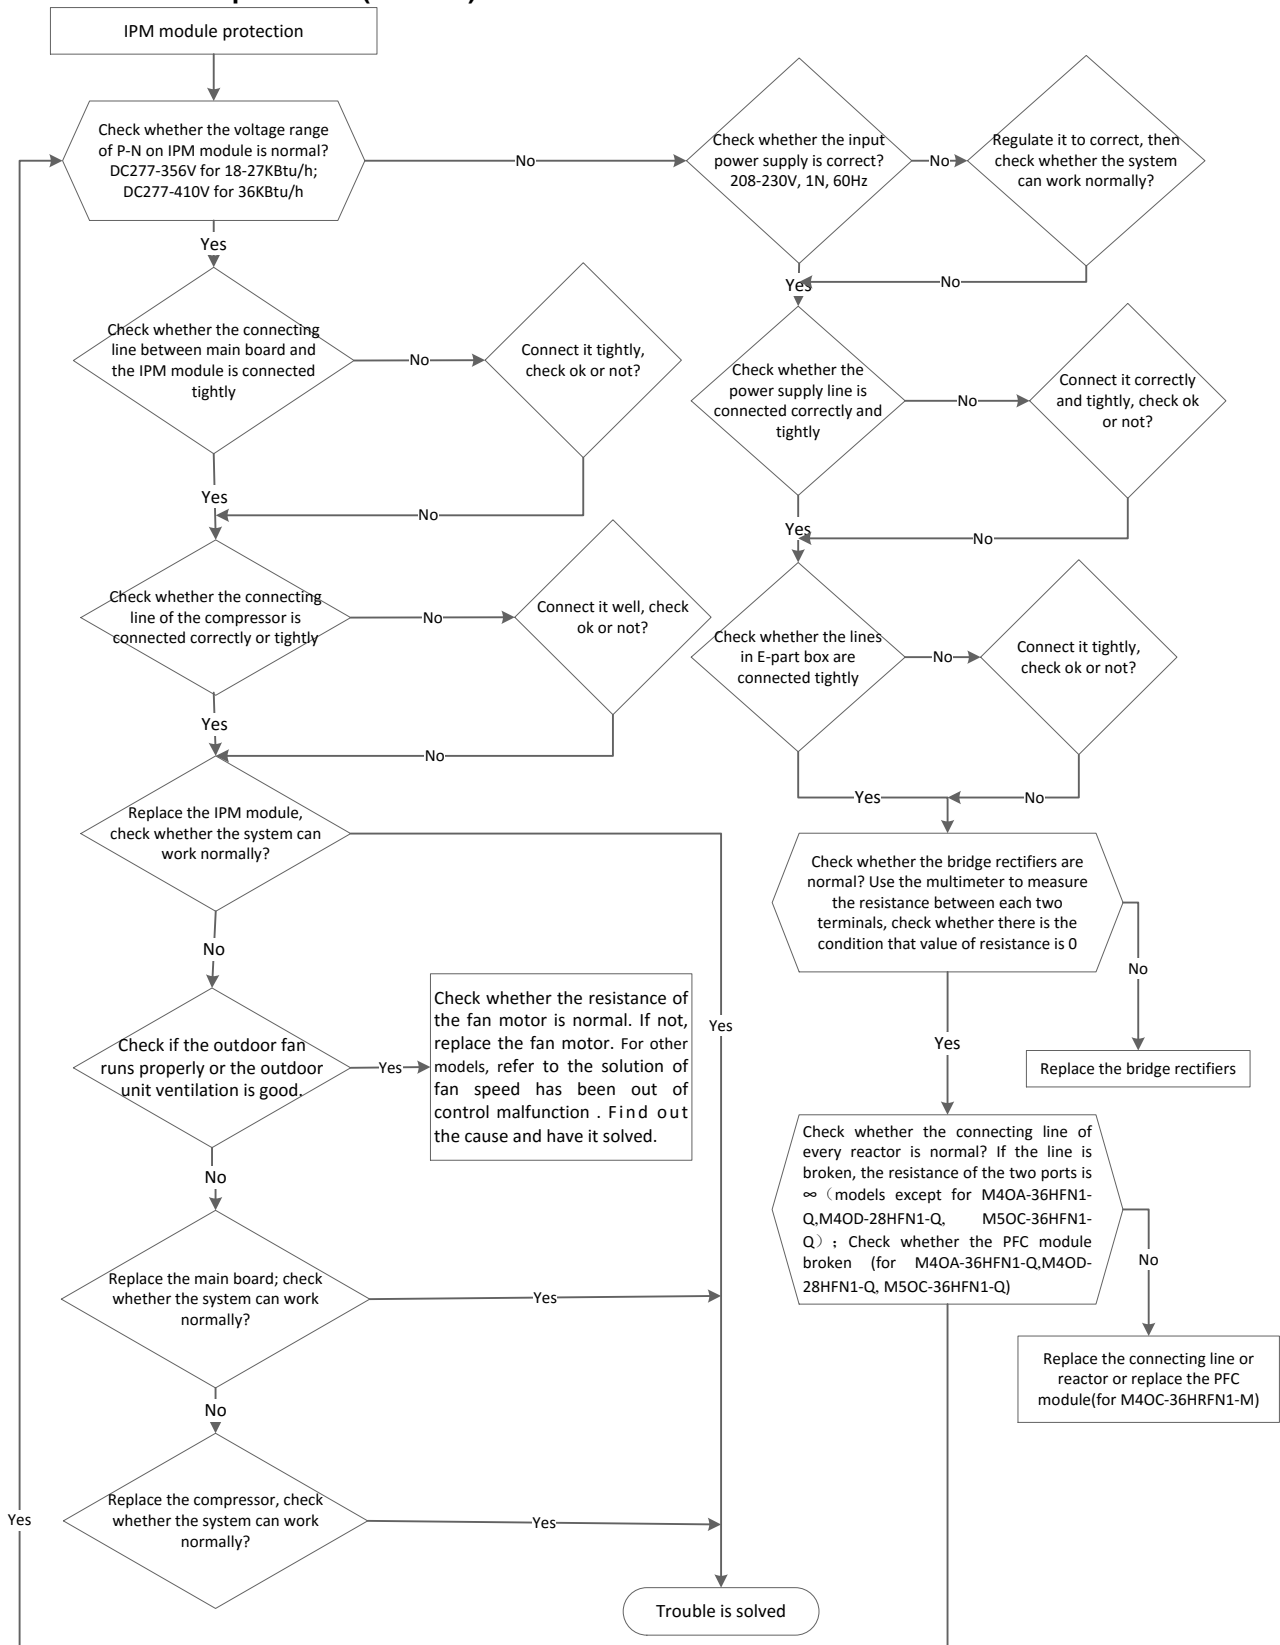 IPM module protection
Check whether the voltage range
of P-N on IPM module is normal?
DC277-356V for 18-27KBtu/h;
DC277-410V for 36KBtu/h
No
Check whether the input
power supply is correct?
208-230V, 1N, 60Hz
No
Regulate it to correct, then
check whether the system
can work normally?
Yes
Yes
No
Check whether the connecting
line between main board and
the IPM module is connected
tightly
No
Connect it tightly,
check ok or not?
Check whether the
power supply line is
connected correctly and
tightly
No
Connect it correctly
and tightly, check ok
or not?
Yes
No
Yes
No
Check whether the connecting
line of the compressor is
connected correctly or tightly
No
Connect it well, check
ok or not?
Check whether the lines
in E-part box are
connected tightly
No
Connect it tightly,
check ok or not?
Yes
No
Yes
No
Replace the IPM module,
check whether the system can
work normally?
Check whether the bridge rectifiers are
normal? Use the multimeter to measure
the resistance between each two
terminals, check whether there is the
condition that value of resistance is 0
No
No
Check if the outdoor fan
runs properly or the outdoor
unit ventilation is good.
Yes
Check whether the resistance of
the fan motor is normal. If not,
replace the fan motor. For other
models, refer to the solution of
fan speed has been out of
control malfunction . Find out
the cause and have it solved.
Yes
Yes
Replace the bridge rectifiers
No
Check whether the connecting line of
every reactor is normal? If the line is
broken, the resistance of the two ports is
∞（models except for M4OA-36HFN1-
Q,M4OD-28HFN1-Q, M5OC-36HFN1-
Q）；Check whether the PFC module
broken (for M4OA-36HFN1-Q,M4OD-
28HFN1-Q, M5OC-36HFN1-Q)
No
Replace the main board; check
whether the system can work
normally?
Yes
Replace the connecting line or
reactor or replace the PFC
module(for M4OC-36HRFN1-M)
No
Replace the compressor, check
whether the system can work
normally?
Yes
Yes
Trouble is solved